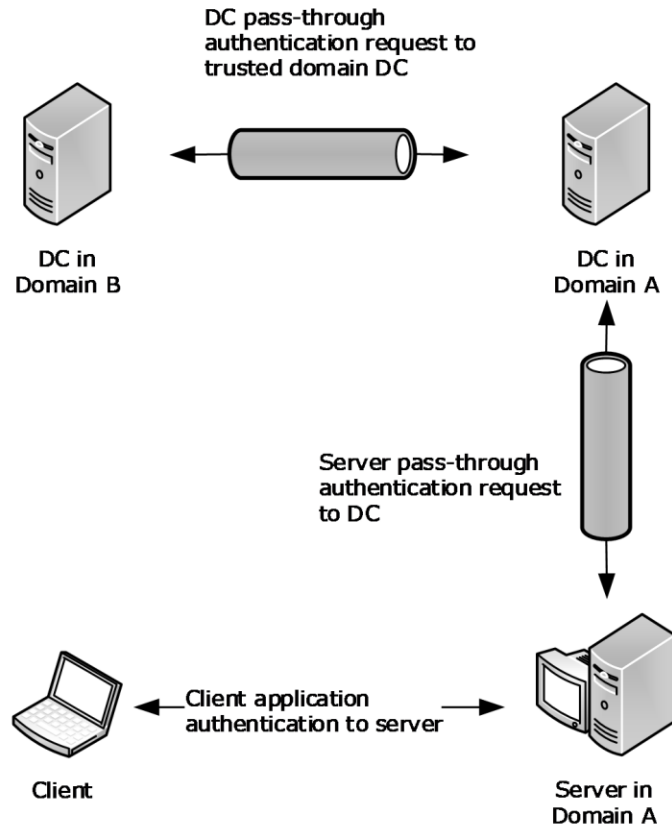 DC pass-through
authentication request to
trusted domain DC
DC in
Domain B
DC in
Domain A
Server pass-through
authentication request
to DC
Client application
authentication to server
Client
Server in
Domain A